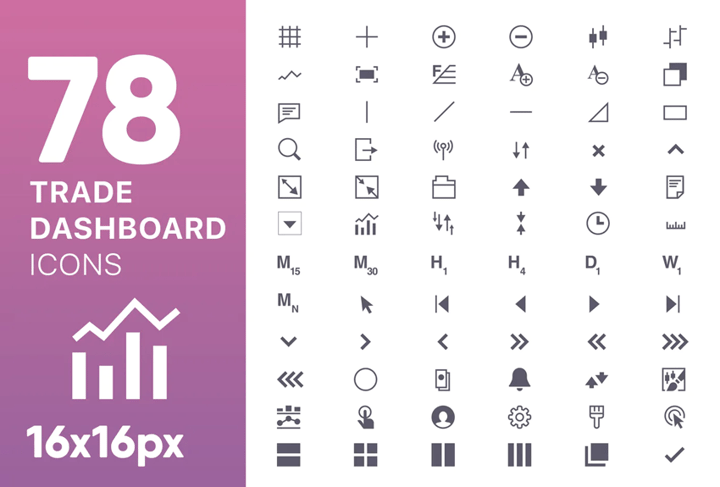 78
TRADE
DASHBOARD
ICONS
16x16px
F
A
A
M15 M30 H1 H4 D1 W1
MN